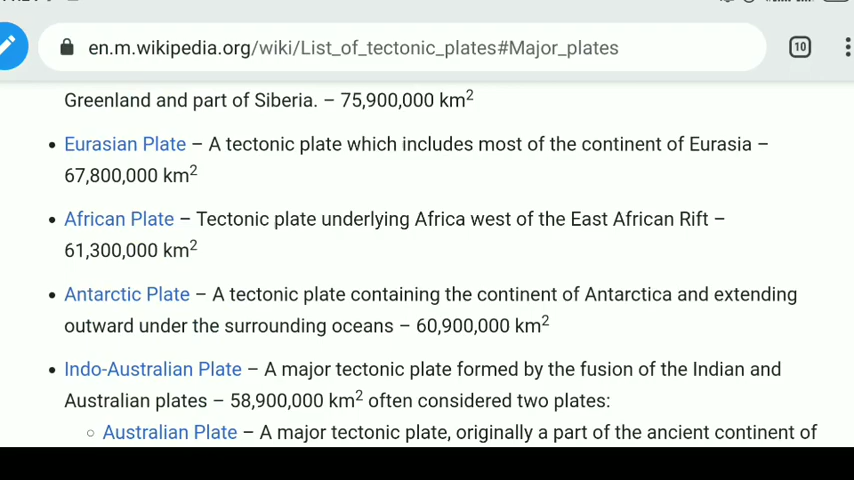 en.m.wikipedia.org/wiki/List_of_tectonic_plates#Major_plates
10
Greenland and part of Siberia. – 75,900,000 km²
• Eurasian Plate – A tectonic plate which includes most of the continent of Eurasia –
67,800,000 km²
• African Plate – Tectonic plate underlying Africa west of the East African Rift –
61,300,000 km²
• Antarctic Plate – A tectonic plate containing the continent of Antarctica and extending
outward under the surrounding oceans – 60,900,000 km²
• Indo-Australian Plate – A major tectonic plate formed by the fusion of the Indian and
Australian plates – 58,900,000 km² often considered two plates:
◦ Australian Plate – A major tectonic plate, originally a part of the ancient continent of